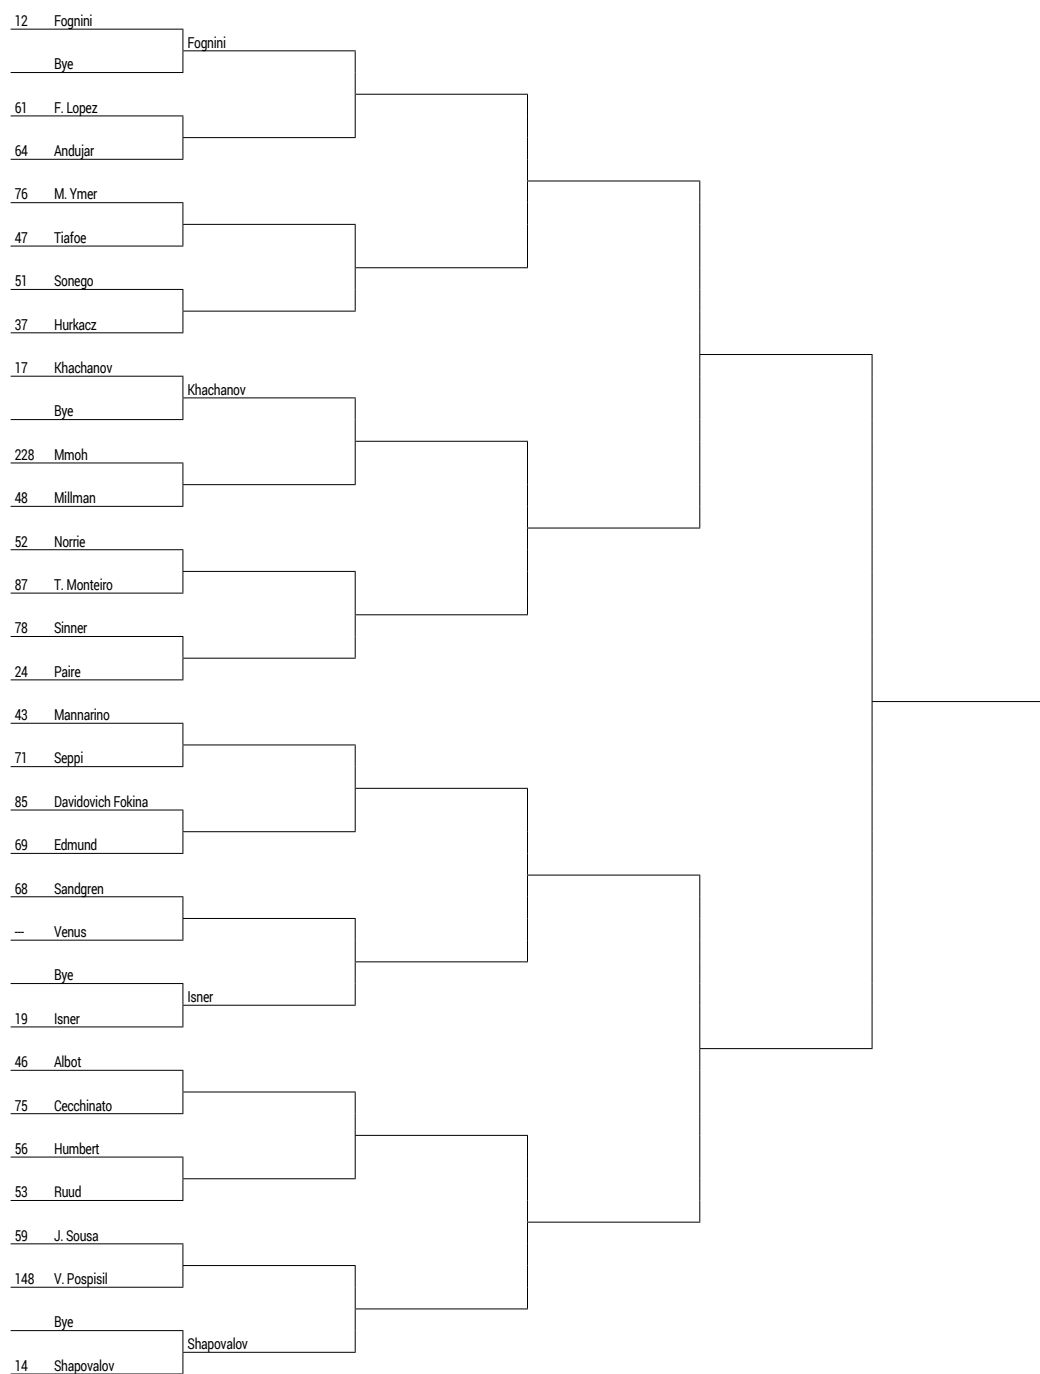 12 Fognini
Fognini
Bye
61 F. Lopez
64 Andujar
76 M. Ymer
47 Tiafoe
51 Sonego
37 Hurkacz
17 Khachanov
Khachanov
Bye
228 Mmoh
48 Millman
52 Norrie
87 T. Monteiro
78 Sinner
24 Paire
43 Mannarino
71 Seppi
85 Davidovich Fokina
69 Edmund
68 Sandgren
— Venus
Bye
Isner
19 Isner
46 Albot
75 Cecchinato
56 Humbert
53 Ruud
59 J. Sousa
148 V. Pospisil
Bye
Shapovalov
14 Shapovalov